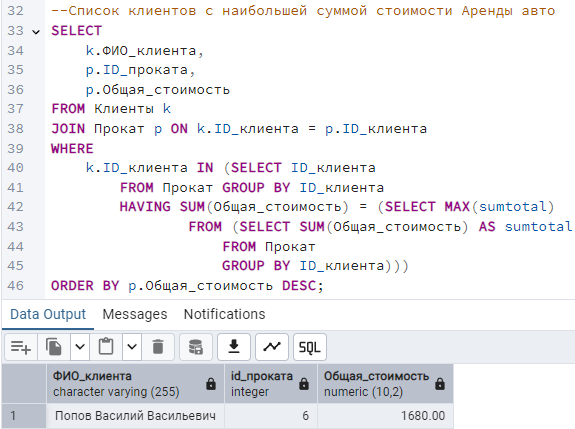 32 --Список клиентов с наибольшей суммой стоимости Аренды авто
33 SELECT
34 k.ФИО_клиента,
35 p.ID_проката,
36 p.Общая_стоимость
37 FROM Клиенты k
38 JOIN Прокат p ON k.ID_клиента = p.ID_клиента
39 WHERE
40 k.ID_клиента IN (SELECT ID_клиента
41 FROM Прокат GROUP BY ID_клиента
42 HAVING SUM(Общая_стоимость) = (SELECT MAX(sumtotal)
43 FROM (SELECT SUM(Общая_стоимость) AS sumtotal
44 FROM Прокат
45 GROUP BY ID_клиента)))
46 ORDER BY p.Общая_стоимость DESC;
Data Output Messages Notifications
SQL
ФИО_клиента id_проката Общая_стоимость
character varying (255) integer numeric (10,2)
1 Попов Василий Васильевич 6 1680.00